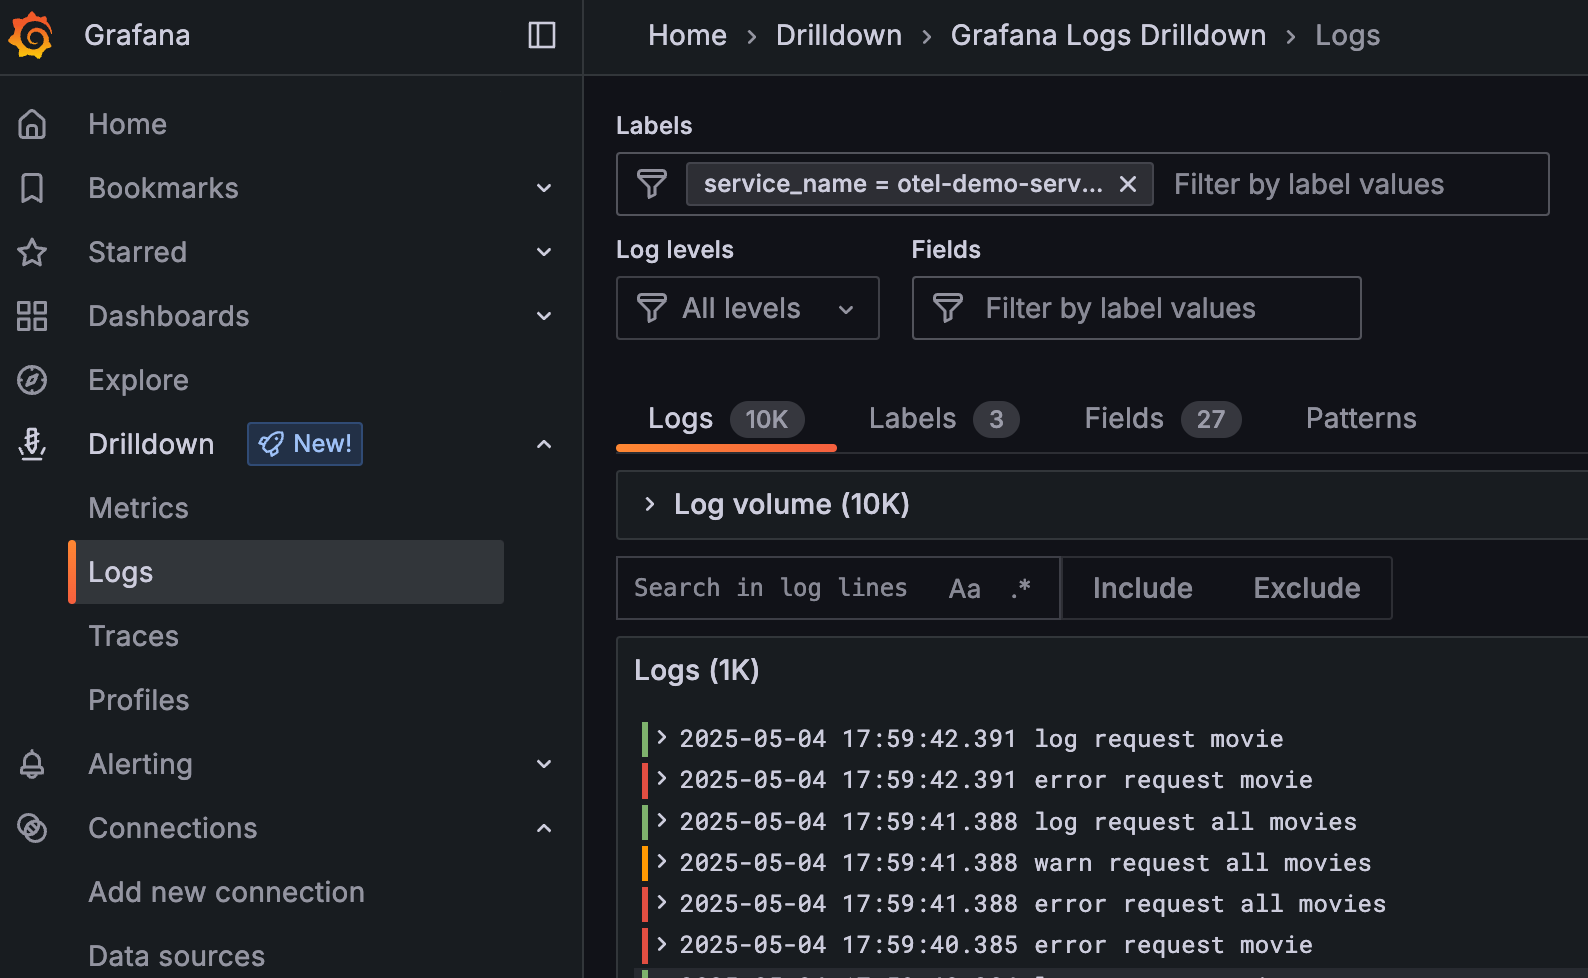 Grafana
Home › Drilldown › Grafana Logs Drilldown › Logs
Home
Bookmarks
Starred
Dashboards
Explore
Drilldown New!
Metrics
Logs
Traces
Profiles
Alerting
Connections
Add new connection
Data sources
Labels
service_name = otel-demo-serv... Filter by label values
Log levels Fields
All levels Filter by label values
Logs 10K Labels 3 Fields 27 Patterns
Log volume (10K)
Search in log lines Aa .* Include Exclude
Logs (1K)
2025-05-04 17:59:42.391 log request movie
2025-05-04 17:59:42.391 error request movie
2025-05-04 17:59:41.388 log request all movies
2025-05-04 17:59:41.388 warn request all movies
2025-05-04 17:59:41.388 error request all movies
2025-05-04 17:59:40.385 error request movie